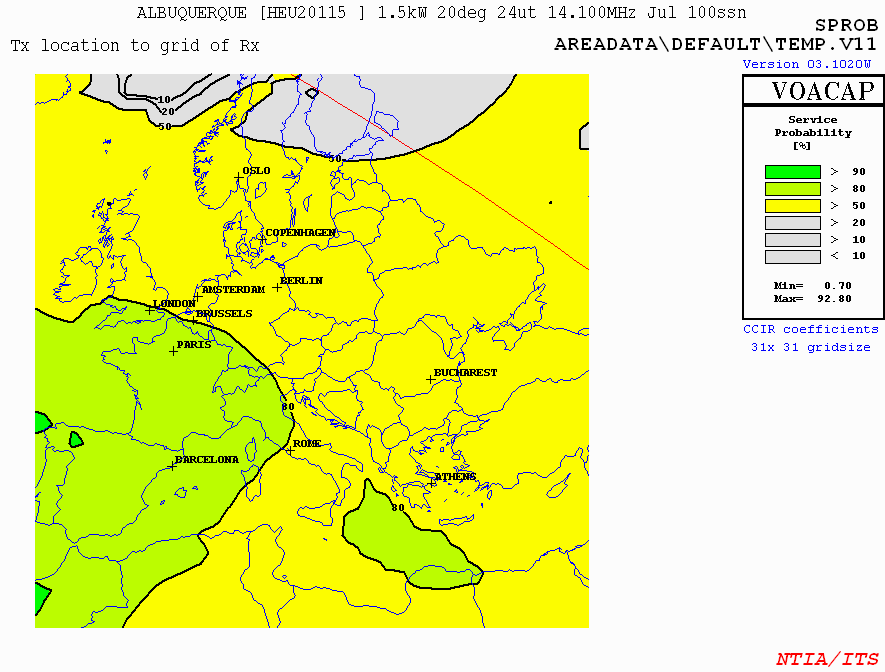 ALBUQUERQUE [HEU20115 ] 1.5kW 20deg 24ut 14.100MHz Jul 100ssn
SPROB
Tx location to grid of Rx
AREADATA\DEFAULT\TEMP.V11
Version 03.1020W
VOACAP
Service
Probability
[%]
> 90
> 80
> 50
> 20
> 10
< 10
Min= 0.70
Max= 92.80
CCIR coefficients
31x 31 gridsize
10
20
50
50
OSLO
COPENHAGEN
BERLIN
AMSTERDAM
LONDON
BRUSSELS
PARIS
BUCHAREST
80
ROME
BARCELONA
ATHENS
80
NTIA/ITS